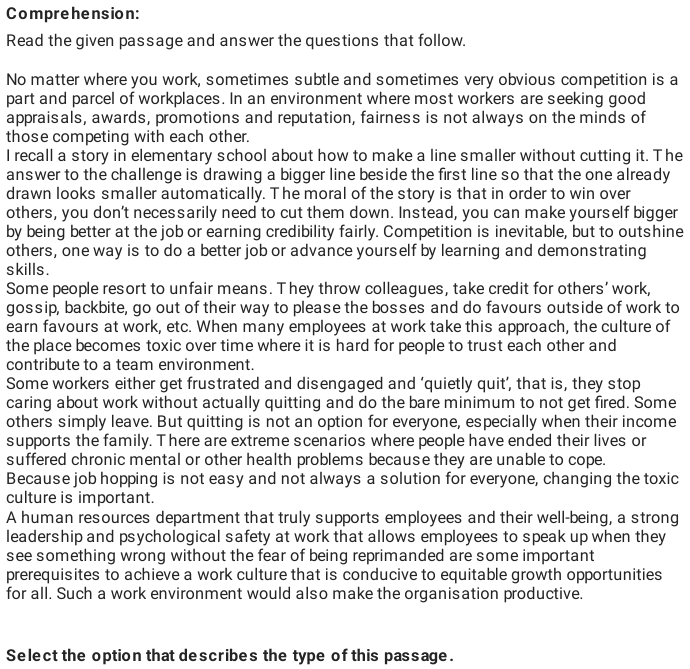 Comprehension:
Read the given passage and answer the questions that follow.
No matter where you work, sometimes subtle and sometimes very obvious competition is a
part and parcel of workplaces. In an environment where most workers are seeking good
appraisals, awards, promotions and reputation, fairness is not always on the minds of
those competing with each other.
I recall a story in elementary school about how to make a line smaller without cutting it. The
answer to the challenge is drawing a bigger line beside the first line so that the one already
drawn looks smaller automatically. The moral of the story is that in order to win over
others, you don't necessarily need to cut them down. Instead, you can make yourself bigger
by being better at the job or earning credibility fairly. Competition is inevitable, but to outshine
others, one way is to do a better job or advance yourself by learning and demonstrating
skills.
Some people resort to unfair means. They throw colleagues, take credit for others' work,
gossip, backbite, go out of their way to please the bosses and do favours outside of work to
earn favours at work, etc. When many employees at work take this approach, the culture of
the place becomes toxic over time where it is hard for people to trust each other and
contribute to a team environment.
Some workers either get frustrated and disengaged and 'quietly quit', that is, they stop
caring about work without actually quitting and do the bare minimum to not get fired. Some
others simply leave. But quitting is not an option for everyone, especially when their income
supports the family. There are extreme scenarios where people have ended their lives or
suffered chronic mental or other health problems because they are unable to cope.
Because job hopping is not easy and not always a solution for everyone, changing the toxic
culture is important.
A human resources department that truly supports employees and their well-being, a strong
leadership and psychological safety at work that allows employees to speak up when they
see something wrong without the fear of being reprimanded are some important
prerequisites to achieve a work culture that is conducive to equitable growth opportunities
for all. Such a work environment would also make the organisation productive.
Select the option that describes the type of this passage.